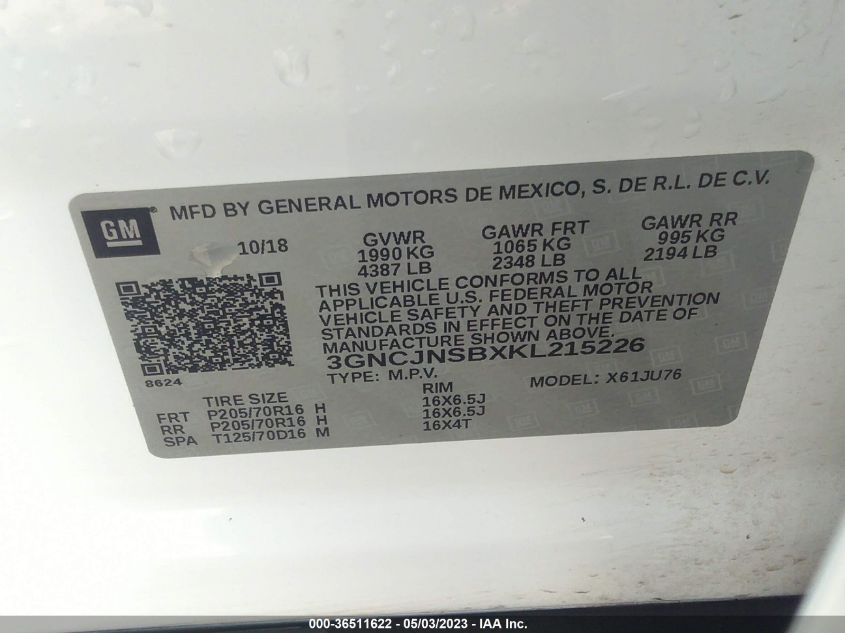 GM ® MFD BY GENERAL MOTORS DE MEXICO, S. DE R.L. DE C.V.
10/18 GVWR GAWR FRT GAWR RR
1990 KG 1065 KG 995 KG
4387 LB 2348 LB 2194 LB
THIS VEHICLE CONFORMS TO ALL
APPLICABLE U.S. FEDERAL MOTOR
VEHICLE SAFETY AND THEFT PREVENTION
STANDARDS IN EFFECT ON THE DATE OF
MANUFACTURE SHOWN ABOVE.
3GNCJNSBXKL215226
8624 TYPE: M.P.V. MODEL: X61JU76
TIRE SIZE RIM
FRT P205/70R16 H 16X6.5J
RR P205/70R16 H 16X6.5J
SPA T125/70D16 M 16X4T
000-36511622 - 05/03/2023 - IAA Inc.